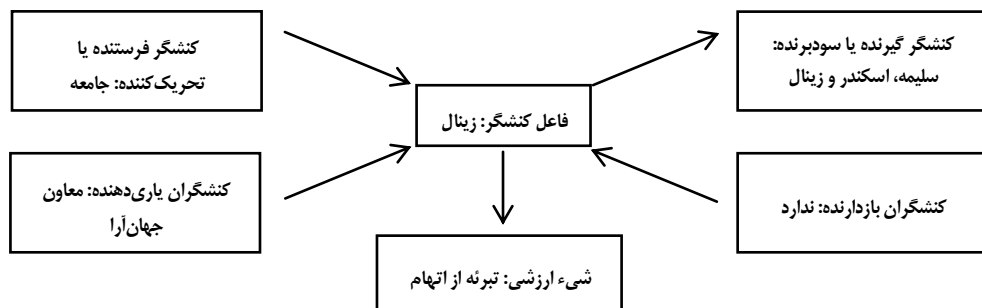 کنشگر فرستنده یا
تحریک‌کننده: جامعه
کنشگر گیرنده یا سودبرنده:
سلیمه، اسکندر و زینال
فاعل کنشگر: زینال
کنشگران یاری‌دهنده: معاون
جهان‌آرا
کنشگران بازدارنده: ندارد
شیء ارزشی: تبرئه از اتهام